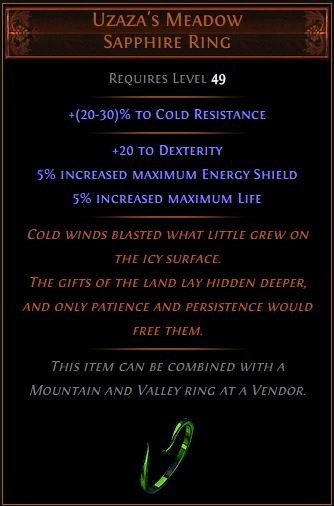 Uzaza's Meadow
Sapphire Ring
Requires Level 49
+(20-30)% to Cold Resistance
+20 to Dexterity
5% increased maximum Energy Shield
5% increased maximum Life
Cold winds blasted what little grew on
the icy surface.
The gifts of the land lay hidden deeper,
and only patience and persistence would
free them.
This item can be combined with a
Mountain and Valley ring at a Vendor.